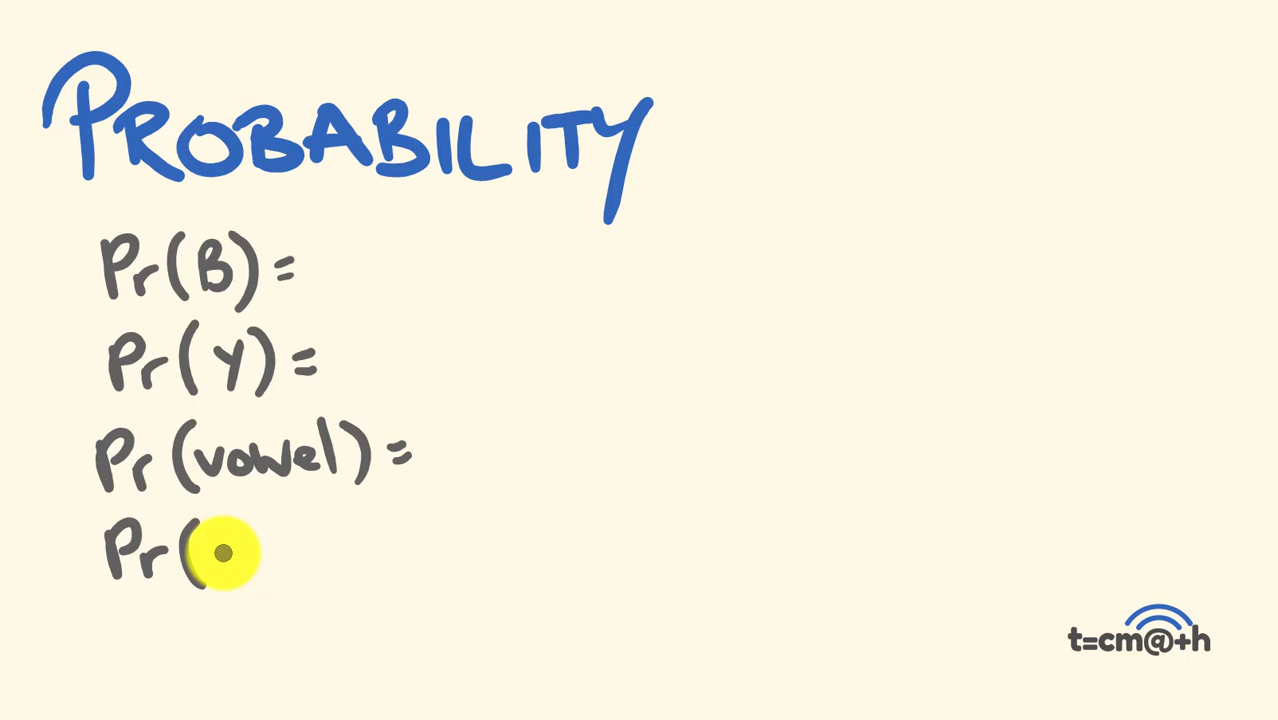 PROBABILITY
Pr(B)=
Pr(Y)=
Pr(vowel)=
Pr(
t=cm@+h